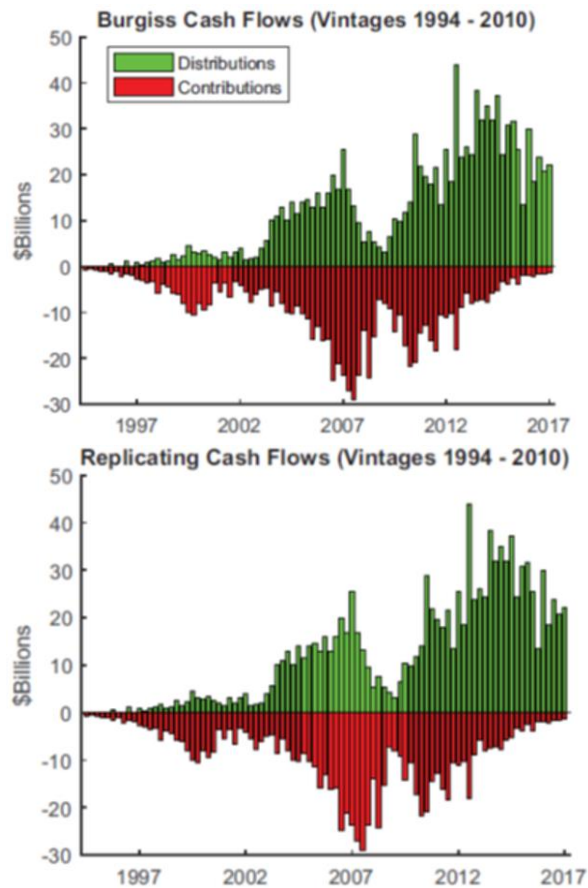 Burgiss Cash Flows (Vintages 1994 - 2010)
50
40
30
20
10
0
-10
-20
-30
$Billions
Distributions
Contributions
1997 2002 2007 2012 2017
Replicating Cash Flows (Vintages 1994 - 2010)
50
40
30
20
10
0
-10
-20
-30
$Billions
1997 2002 2007 2012 2017